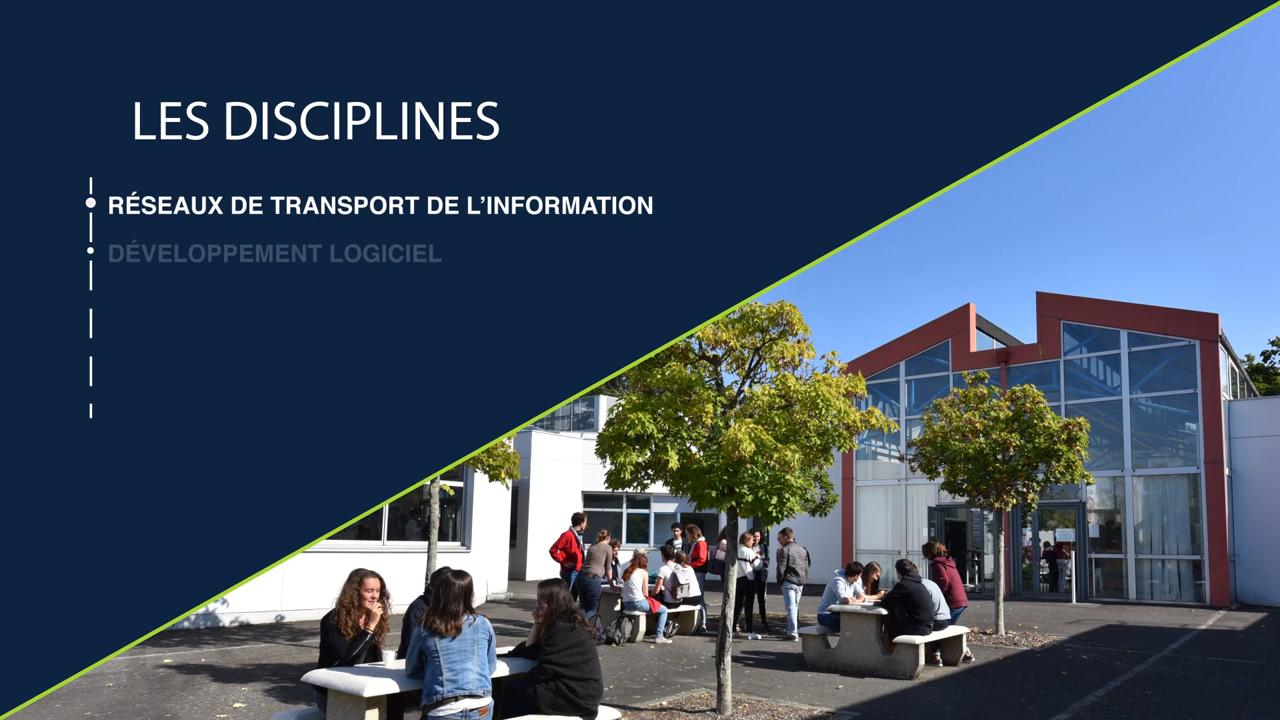 LES DISCIPLINES
RÉSEAUX DE TRANSPORT DE L’INFORMATION
DÉVELOPPEMENT LOGICIEL